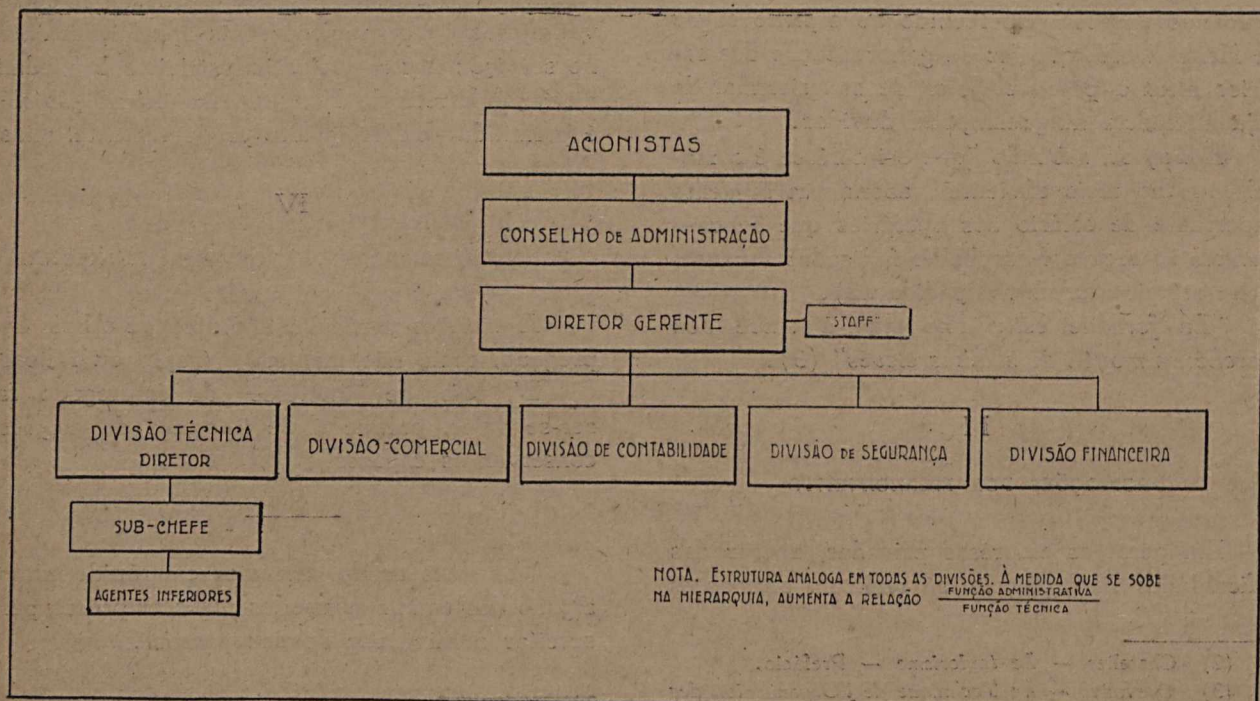 ACIONISTAS
CONSELHO DE ADMINISTRAÇÃO
DIRETOR GERENTE
"STAFF"
DIVISÃO TÉCNICA
DIRETOR
DIVISÃO COMERCIAL
DIVISÃO DE CONTABILIDADE
DIVISÃO DE SEGURANÇA
DIVISÃO FINANCEIRA
SUB-CHEFE
AGENTES INFERIORES
NOTA. ESTRUTURA ANÁLOGA EM TODAS AS DIVISÕES. À MEDIDA QUE SE SOBE
NA HIERARQUIA, AUMENTA A RELAÇÃO FUNÇÃO ADMINISTRATIVA
FUNÇÃO TÉCNICA